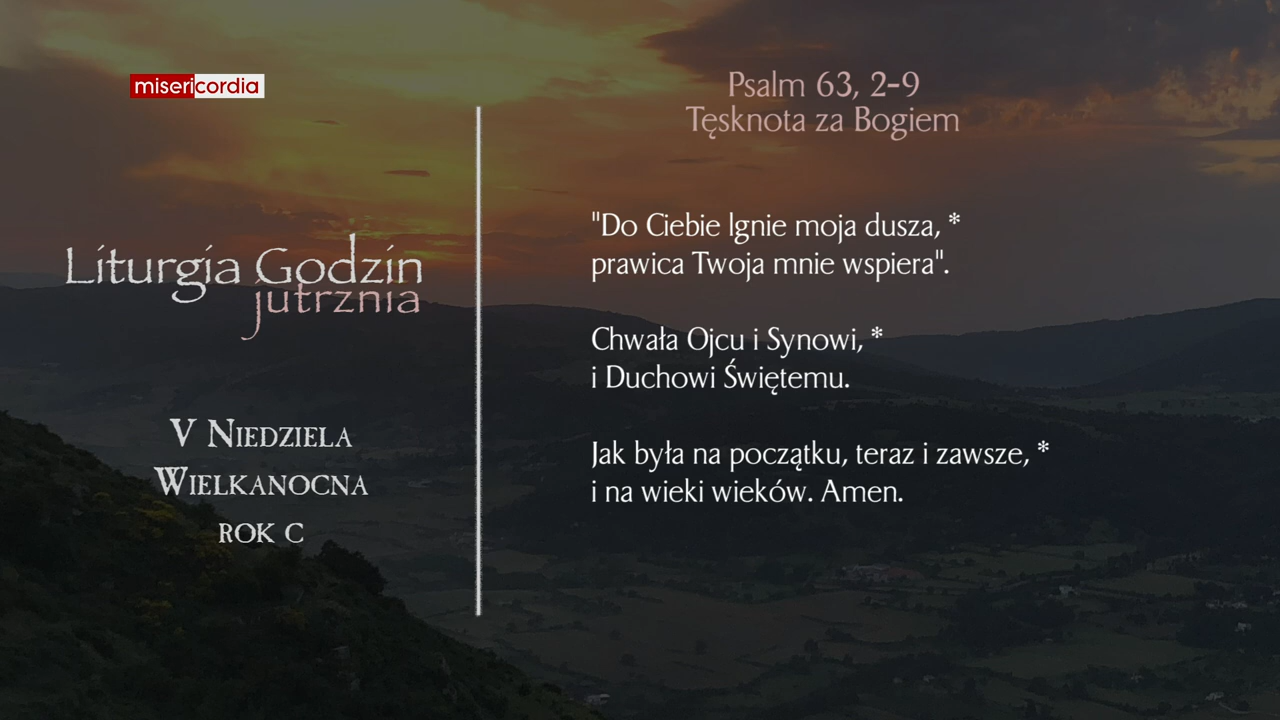 misericordia
Liturgia Godzin
jutrznia
V Niedziela
Wielkanocna
rok C
Psalm 63, 2-9
Tęsknota za Bogiem
"Do Ciebie lgnie moja dusza, *
prawica Twoja mnie wspiera".
Chwała Ojcu i Synowi, *
i Duchowi Świętemu.
Jak była na początku, teraz i zawsze, *
i na wieki wieków. Amen.